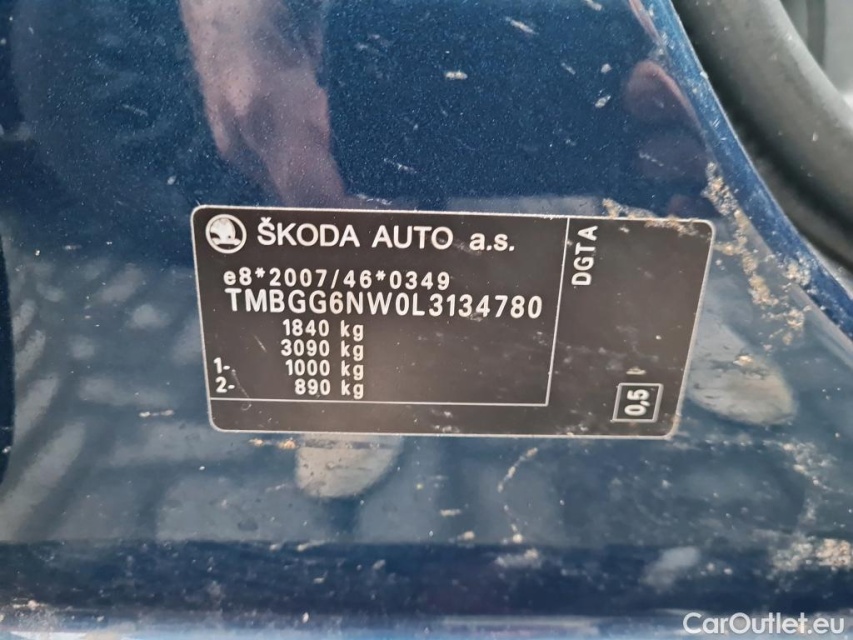 ŠKODA AUTO a.s.
e8*2007/46*0349
TMBGG6NW0L3134780
1840 kg
3090 kg
1- 1000 kg
2- 890 kg
DGTA
0,5
CarOutlet.eu